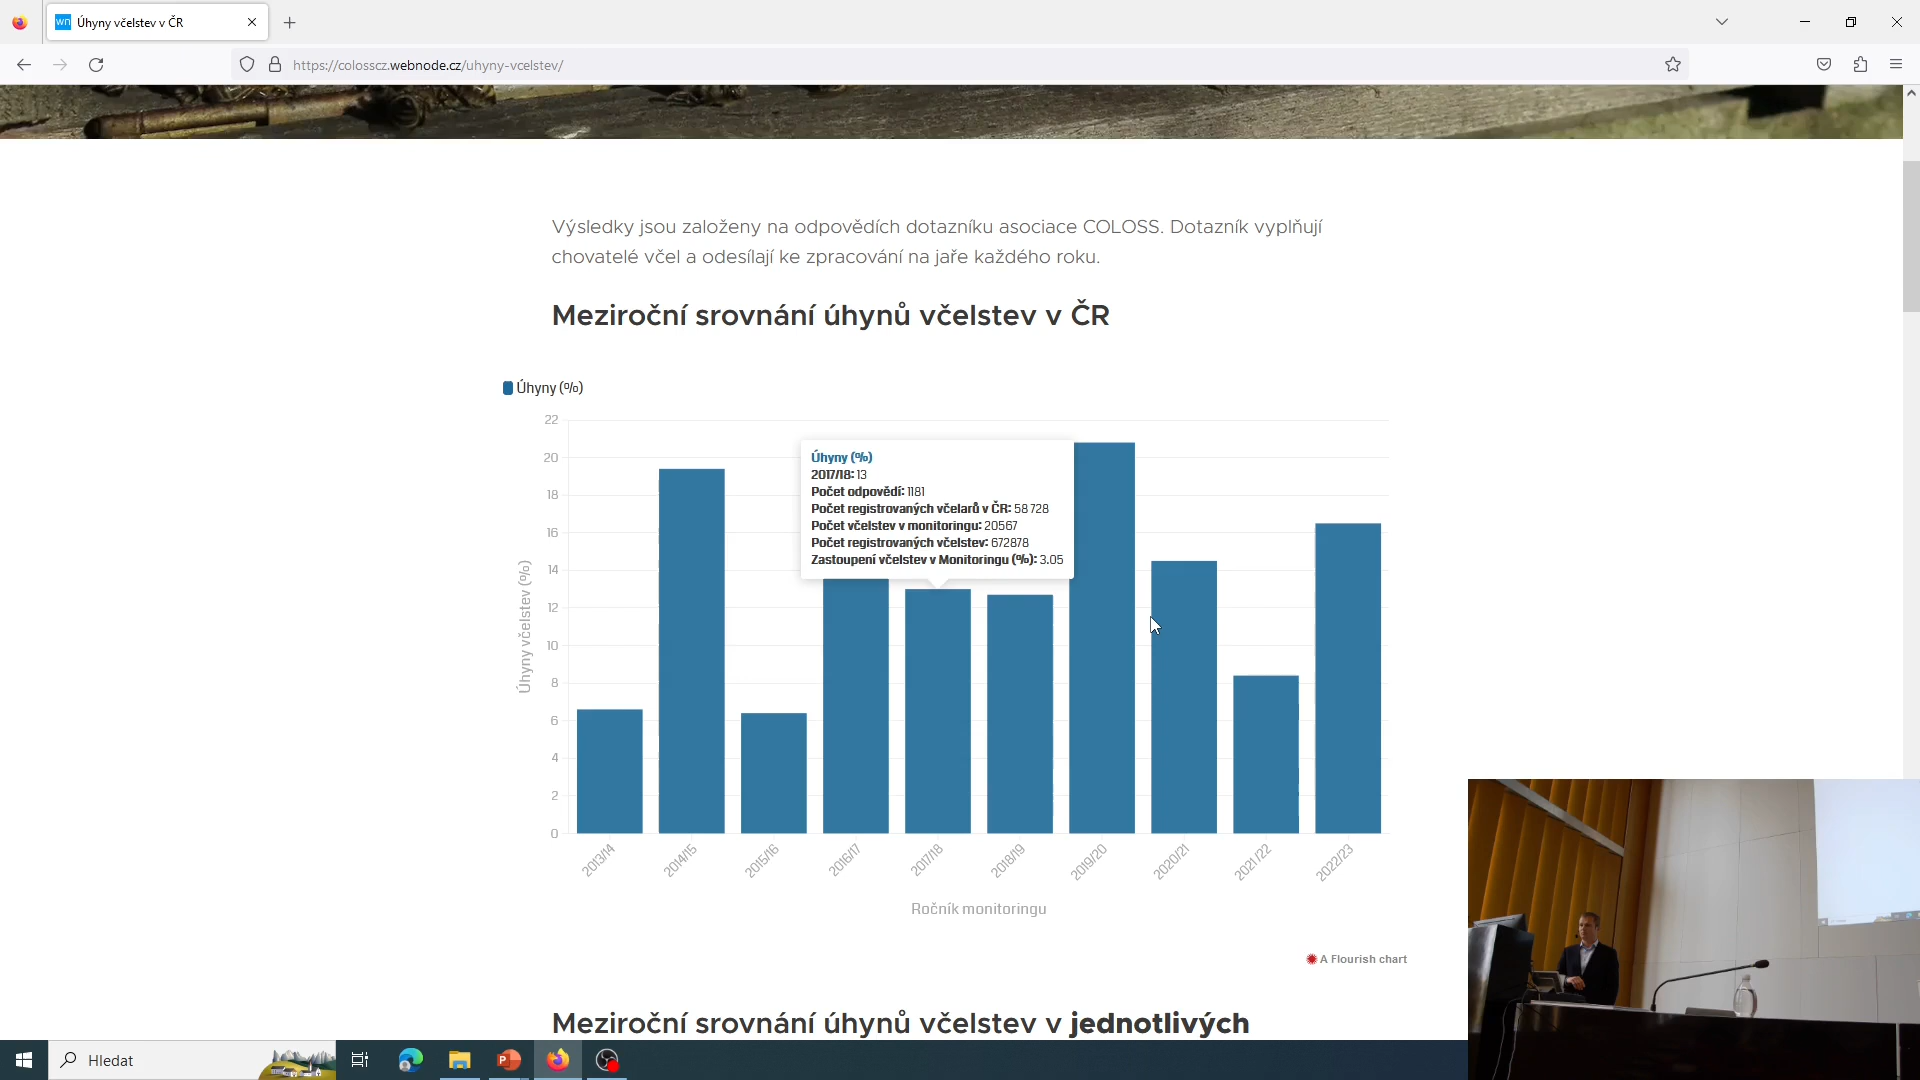 Úhyny včelstev v ČR
https://colosscz.webnode.cz/uhyny-vcelstev/
Výsledky jsou založeny na odpovědích dotazníku asociace COLOSS. Dotazník vyplňují
chovatelé včel a odesílají ke zpracování na jaře každého roku.
Meziroční srovnání úhynů včelstev v ČR
Úhyny (%)
22
20
18
16
14
12
10
8
6
4
2
0
Úhyny včelstev (%)
Úhyny (%)
2017/18: 13
Počet odpovědí: 1181
Počet registrovaných včelarů v ČR: 58 728
Počet včelstev v monitoringu: 20567
Počet registrovaných včelstev: 672878
Zastoupení včelstev v Monitoringu (%): 3.05
2013/14
2014/15
2015/16
2016/17
2017/18
2018/19
2019/20
2020/21
2021/22
2022/23
Ročník monitoringu
A Flourish chart
Meziroční srovnání úhynů včelstev v jednotlivých
Hledat